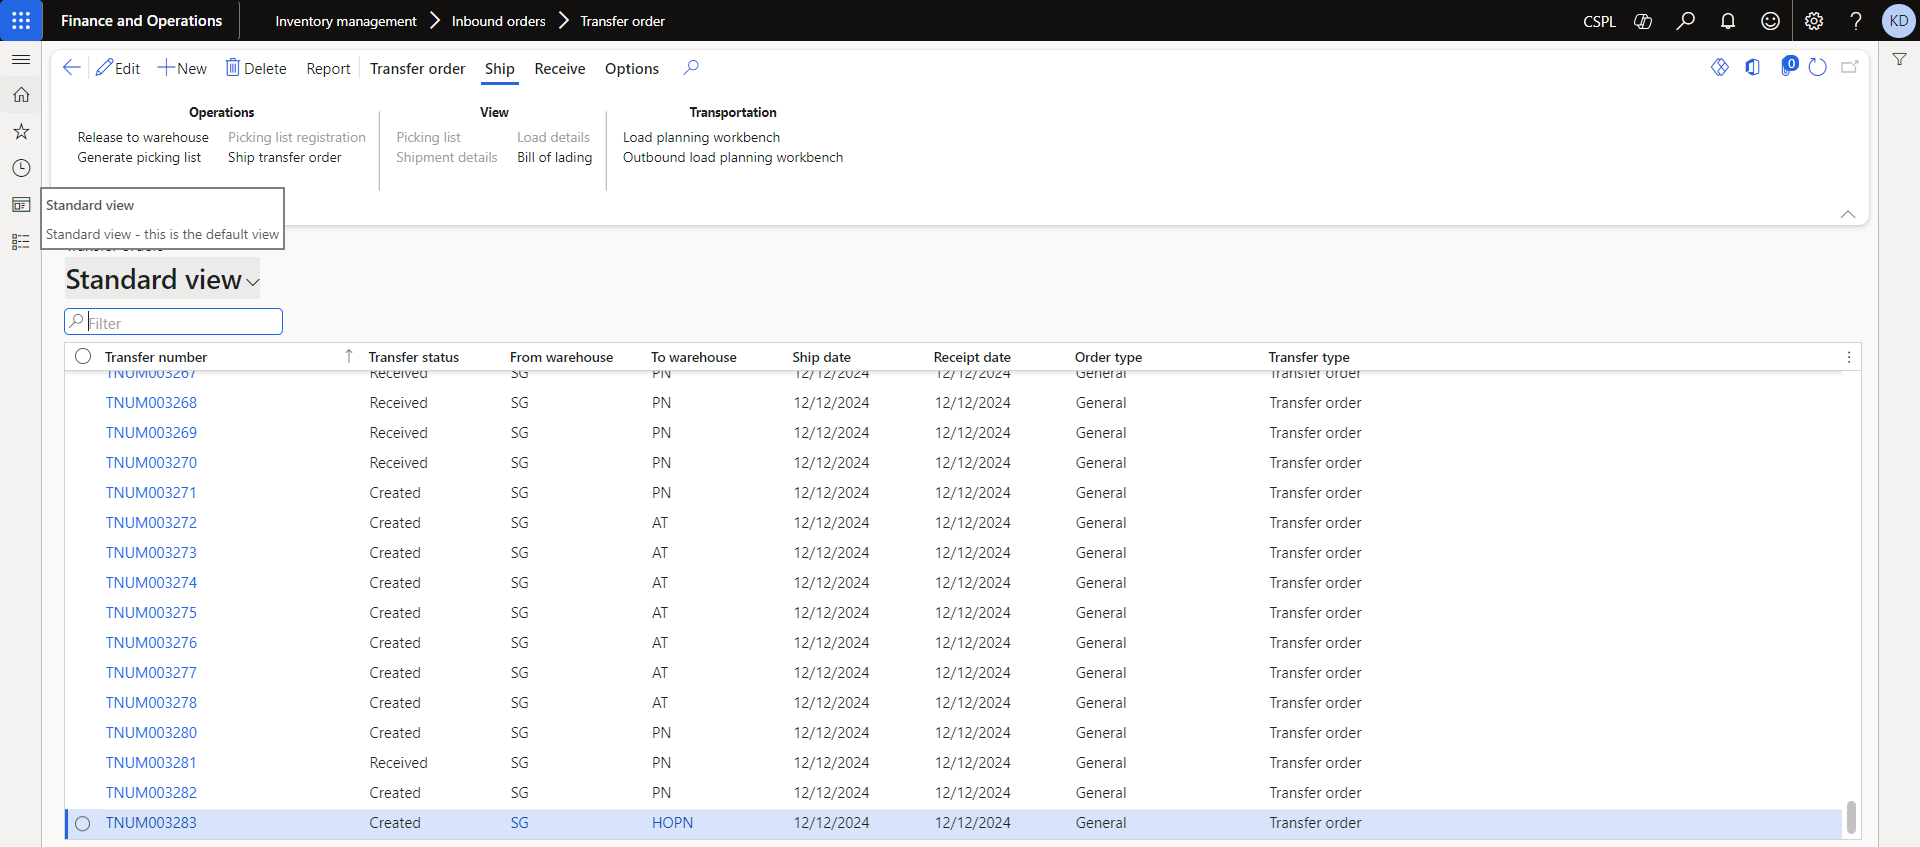 Finance and Operations Inventory management Inbound orders Transfer order CSPL KD
Edit New Delete Report Transfer order Ship Receive Options 0
Operations View Transportation
Release to warehouse Picking list registration Picking list Load details Load planning workbench
Generate picking list Ship transfer order Shipment details Bill of lading Outbound load planning workbench
Standard view
Standard view - this is the default view
Standard view
Filter
Transfer number Transfer status From warehouse To warehouse Ship date Receipt date Order type Transfer type
TNUM003267 Received SG PN 12/12/2024 12/12/2024 General Transfer order
TNUM003268 Received SG PN 12/12/2024 12/12/2024 General Transfer order
TNUM003269 Received SG PN 12/12/2024 12/12/2024 General Transfer order
TNUM003270 Received SG PN 12/12/2024 12/12/2024 General Transfer order
TNUM003271 Created SG PN 12/12/2024 12/12/2024 General Transfer order
TNUM003272 Created SG AT 12/12/2024 12/12/2024 General Transfer order
TNUM003273 Created SG AT 12/12/2024 12/12/2024 General Transfer order
TNUM003274 Created SG AT 12/12/2024 12/12/2024 General Transfer order
TNUM003275 Created SG AT 12/12/2024 12/12/2024 General Transfer order
TNUM003276 Created SG AT 12/12/2024 12/12/2024 General Transfer order
TNUM003277 Created SG AT 12/12/2024 12/12/2024 General Transfer order
TNUM003278 Created SG AT 12/12/2024 12/12/2024 General Transfer order
TNUM003280 Created SG PN 12/12/2024 12/12/2024 General Transfer order
TNUM003281 Received SG PN 12/12/2024 12/12/2024 General Transfer order
TNUM003282 Created SG PN 12/12/2024 12/12/2024 General Transfer order
TNUM003283 Created SG HOPN 12/12/2024 12/12/2024 General Transfer order